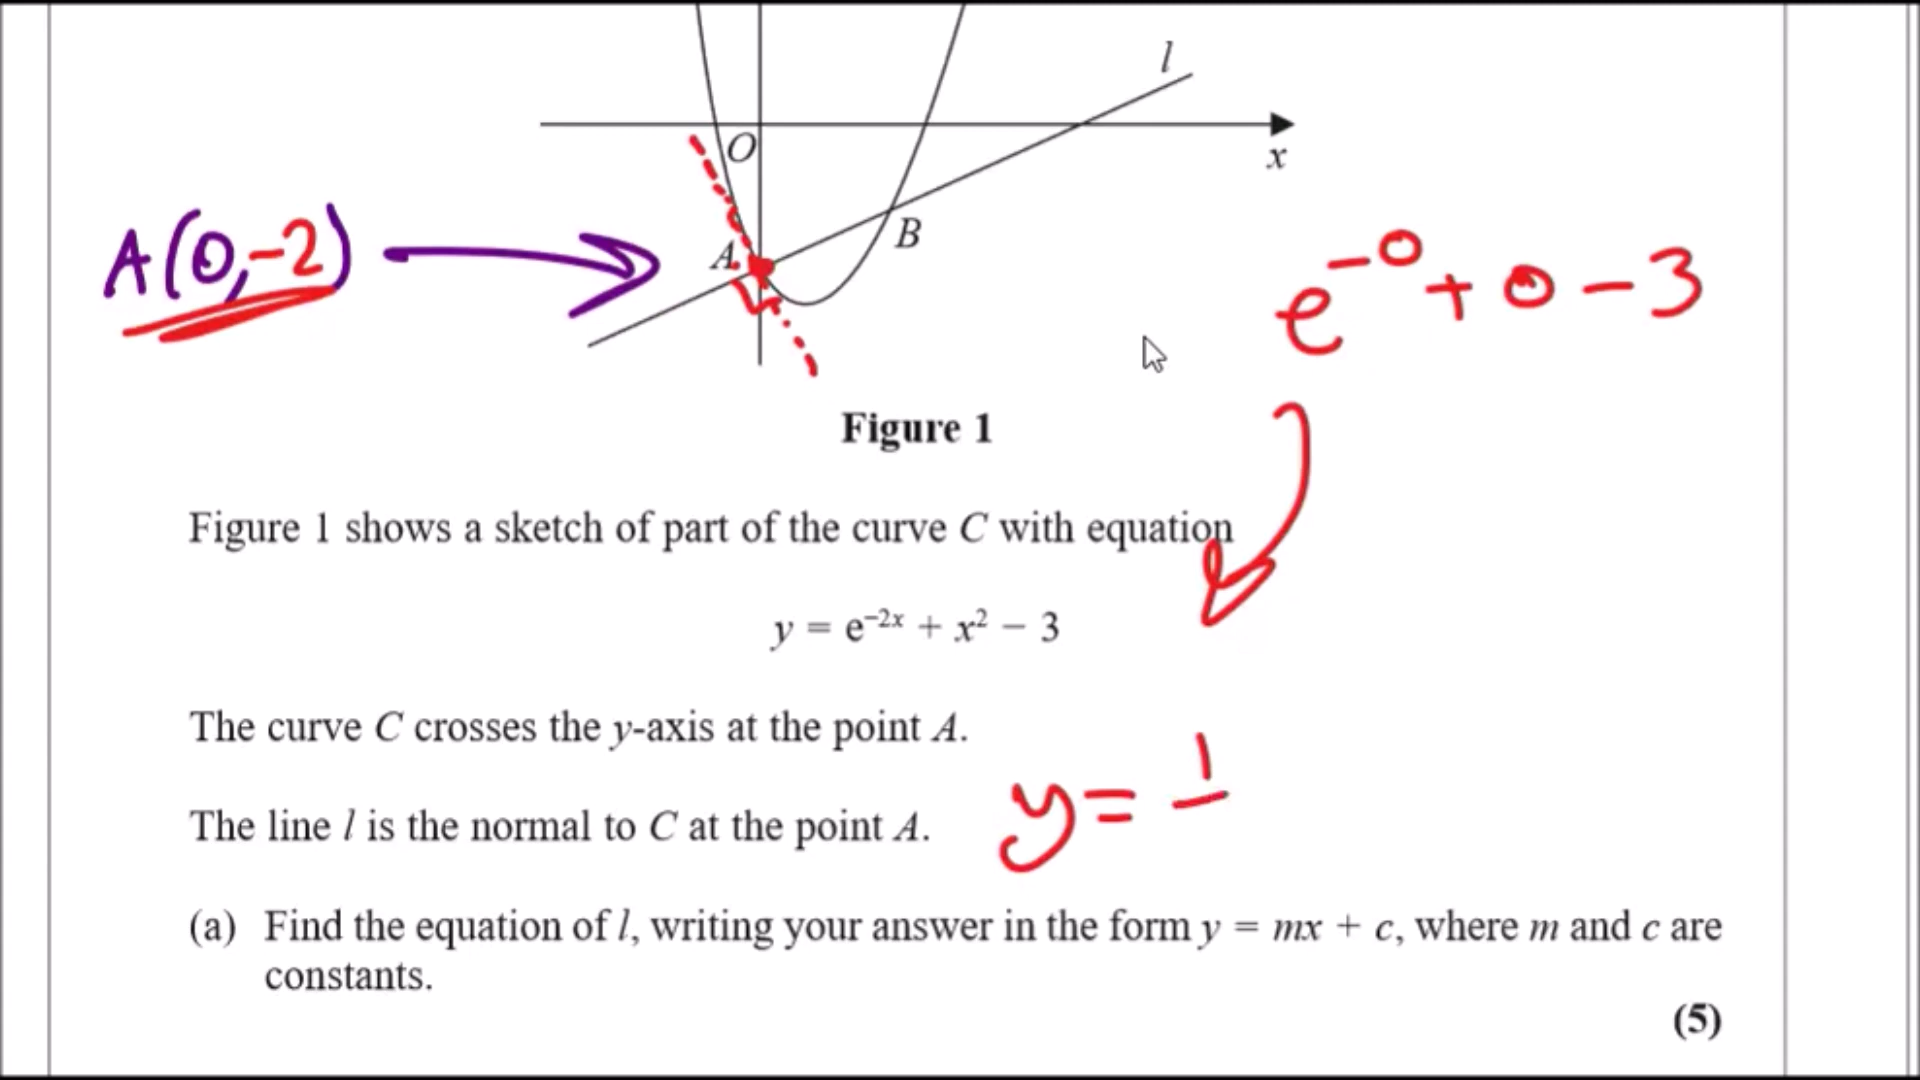 l
O
x
A(0,-2)
A
B
e⁻⁰ + 0 - 3
Figure 1
Figure 1 shows a sketch of part of the curve C with equation
y = e⁻²ˣ + x² − 3
The curve C crosses the y-axis at the point A.
y = 1
The line l is the normal to C at the point A.
(a) Find the equation of l, writing your answer in the form y = mx + c, where m and c are
constants.
(5)